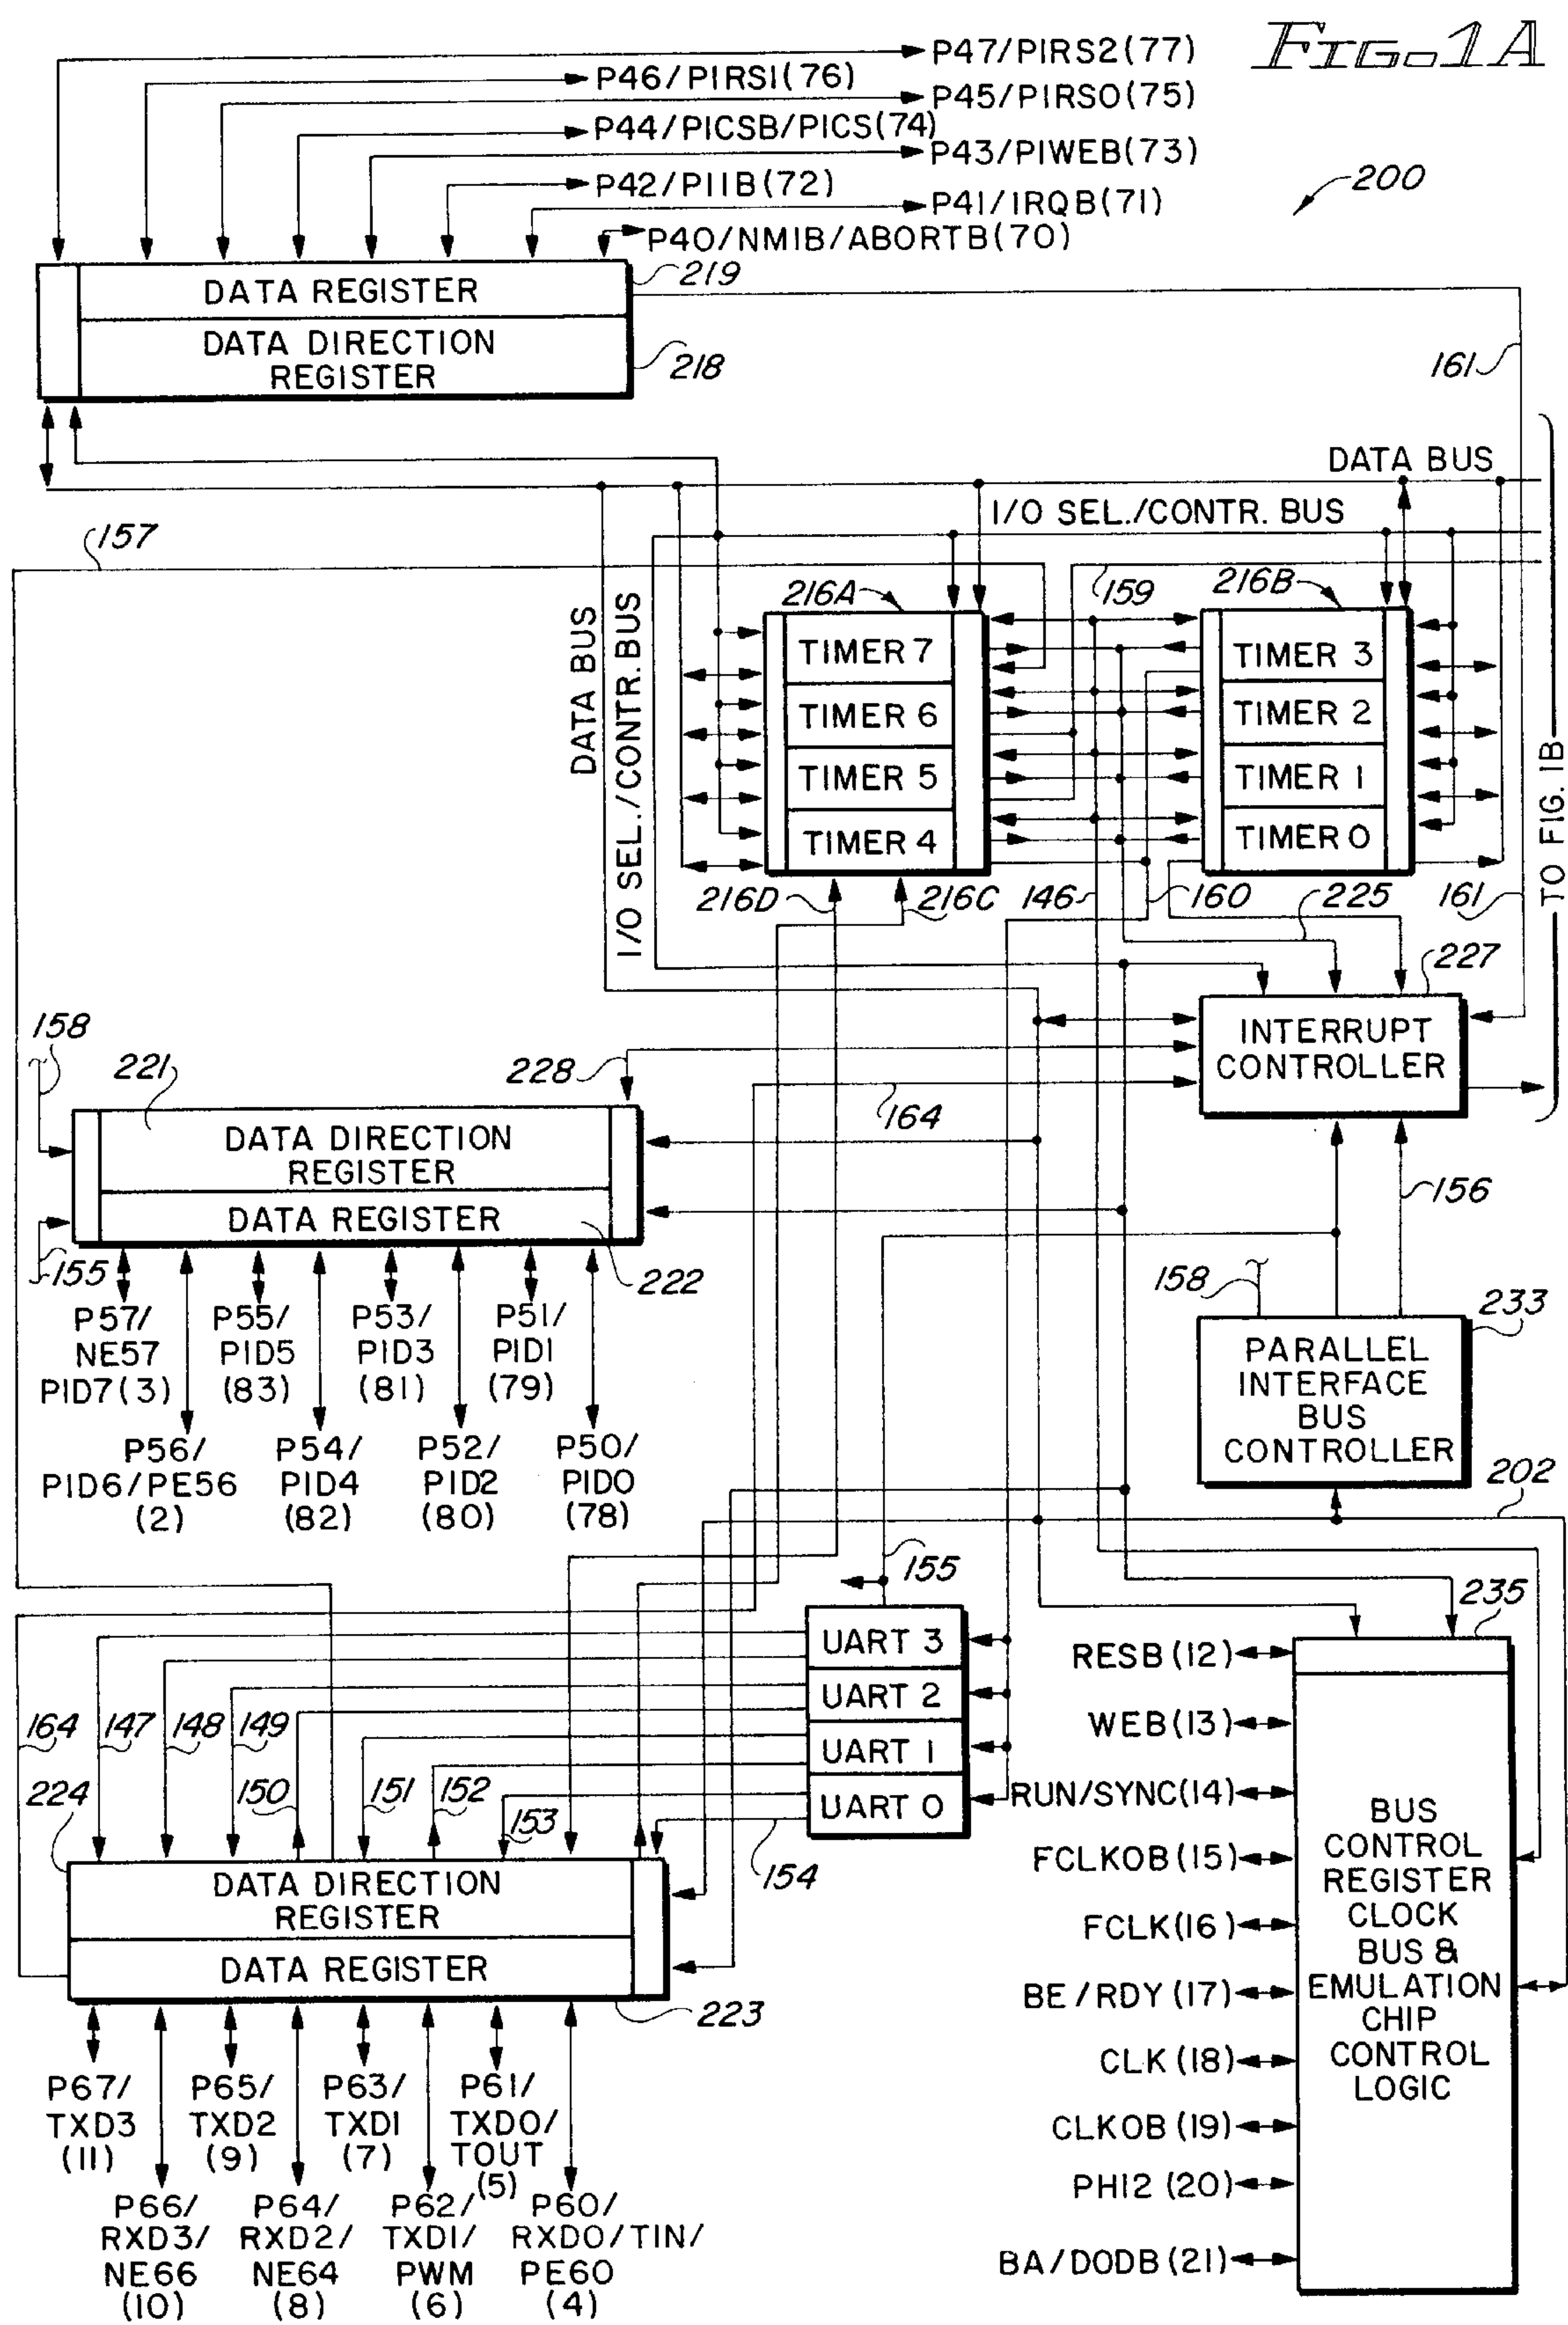 FIG. 1A
P47/PIRS2(77)
P46/PIRS1(76)
P45/PIRS0(75)
P44/PICSB/PICS(74)
P43/PIWEB(73)
P42/PIIB(72)
200
P41/IRQB(71)
P40/NMIB/ABORTB(70)
219
DATA REGISTER
DATA DIRECTION
REGISTER
218
161
DATA BUS
I/O SEL./CONTR. BUS
157
159
216A
216B
DATA BUS
I/O SEL./CONTR. BUS
TIMER 7
TIMER 6
TIMER 5
TIMER 4
TIMER 3
TIMER 2
TIMER 1
TIMER 0
TO FIG. 1B
216D
216C
146
160
225
161
227
INTERRUPT
CONTROLLER
158
221
228
164
DATA DIRECTION
REGISTER
DATA REGISTER
155
222
156
158
233
P57/
NE57
PID7(3)
P55/
PID5
(83)
P53/
PID3
(81)
P51/
PID1
(79)
P56/
PID6/PE56
(2)
P54/
PID4
(82)
P52/
PID2
(80)
P50/
PID0
(78)
PARALLEL
INTERFACE
BUS
CONTROLLER
202
155
235
UART 3
UART 2
UART 1
UART 0
164
147
148
149
150
151
152
153
154
224
DATA DIRECTION
REGISTER
DATA REGISTER
223
RESB (12)
WEB (13)
RUN/SYNC(14)
FCLKOB (15)
FCLK(16)
BE/RDY (17)
CLK (18)
CLKOB (19)
PHI2 (20)
BA/DODB (21)
BUS
CONTROL
REGISTER
CLOCK
BUS &
EMULATION
CHIP
CONTROL
LOGIC
P67/
TXD3
(11)
P65/
TXD2
(9)
P63/
TXD1
(7)
P61/
TXD0/
TOUT
(5)
P66/
RXD3/
NE66
(10)
P64/
RXD2/
NE64
(8)
P62/
TXD1/
PWM
(6)
P60/
RXD0/TIN/
PE60
(4)